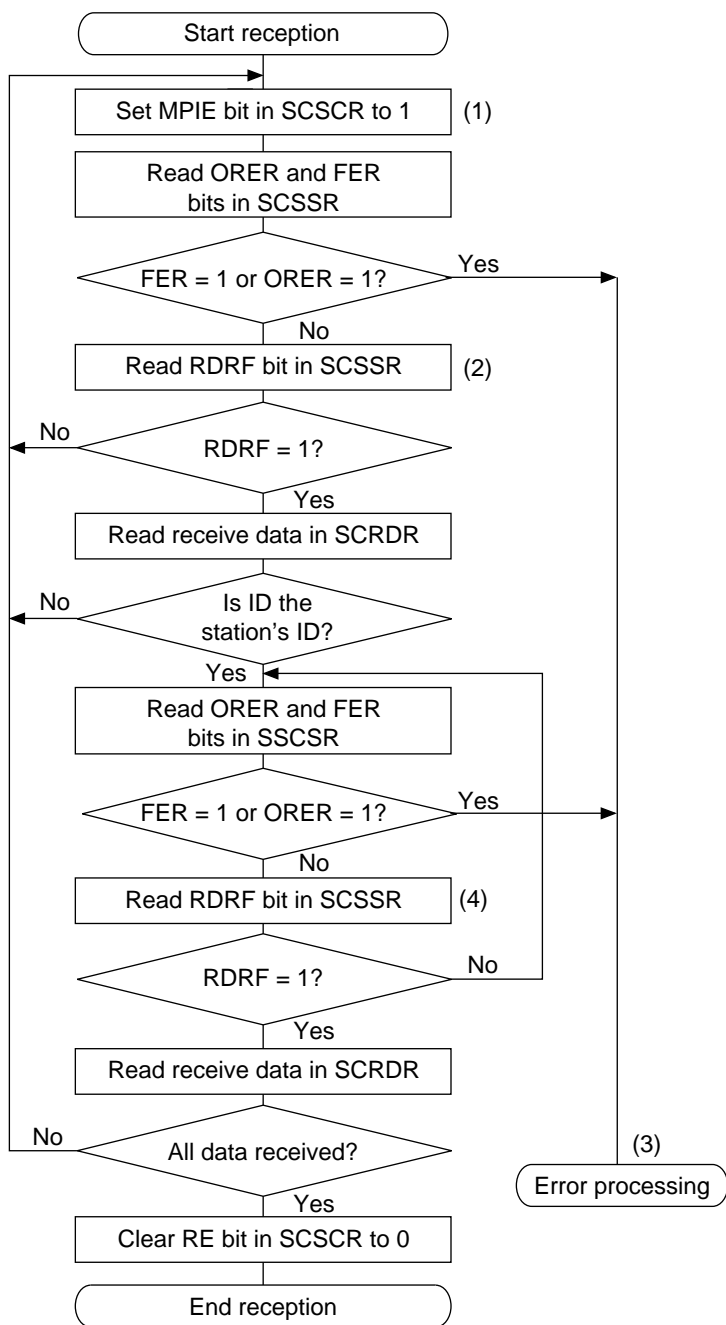 Start reception
Set MPIE bit in SCSCR to 1
(1)
Read ORER and FER
bits in SCSSR
FER = 1 or ORER = 1?
Yes
No
Read RDRF bit in SCSSR
(2)
No
RDRF = 1?
Yes
Read receive data in SCRDR
No
Is ID the
station's ID?
Yes
Read ORER and FER
bits in SSCSR
FER = 1 or ORER = 1?
Yes
No
Read RDRF bit in SCSSR
(4)
RDRF = 1?
No
Yes
Read receive data in SCRDR
No
All data received?
(3)
Error processing
Yes
Clear RE bit in SCSCR to 0
End reception